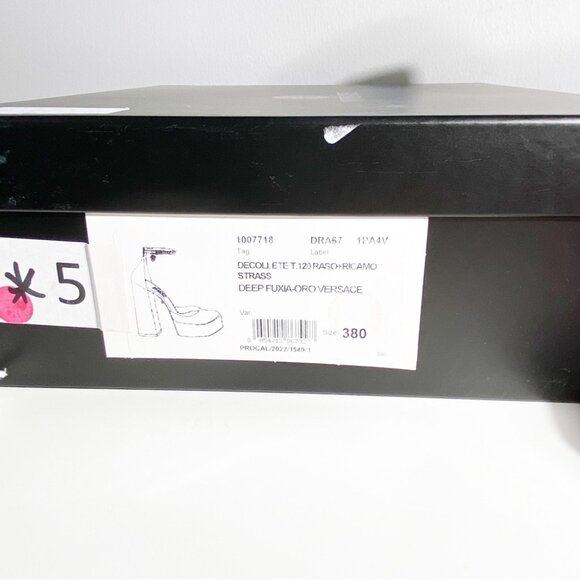 1007718 DRA67 1PA4V
Tag Label
DECOLLETE T.120 RASO+RICAMO
STRASS
DEEP FUXIA-ORO VERSACE
Var.
Size: 380
PROCAL/2022/1549/1
* 5